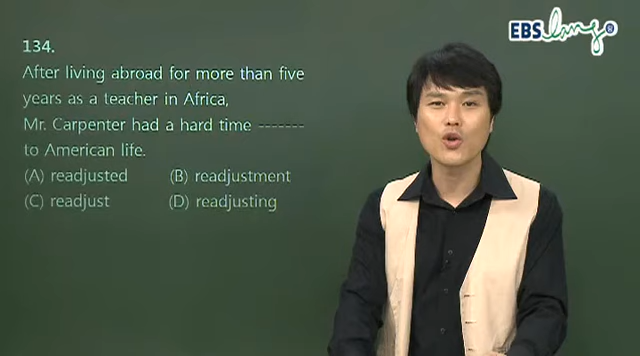 EBSlang®
134.
After living abroad for more than five
years as a teacher in Africa,
Mr. Carpenter had a hard time -------
to American life.
(A) readjusted (B) readjustment
(C) readjust (D) readjusting